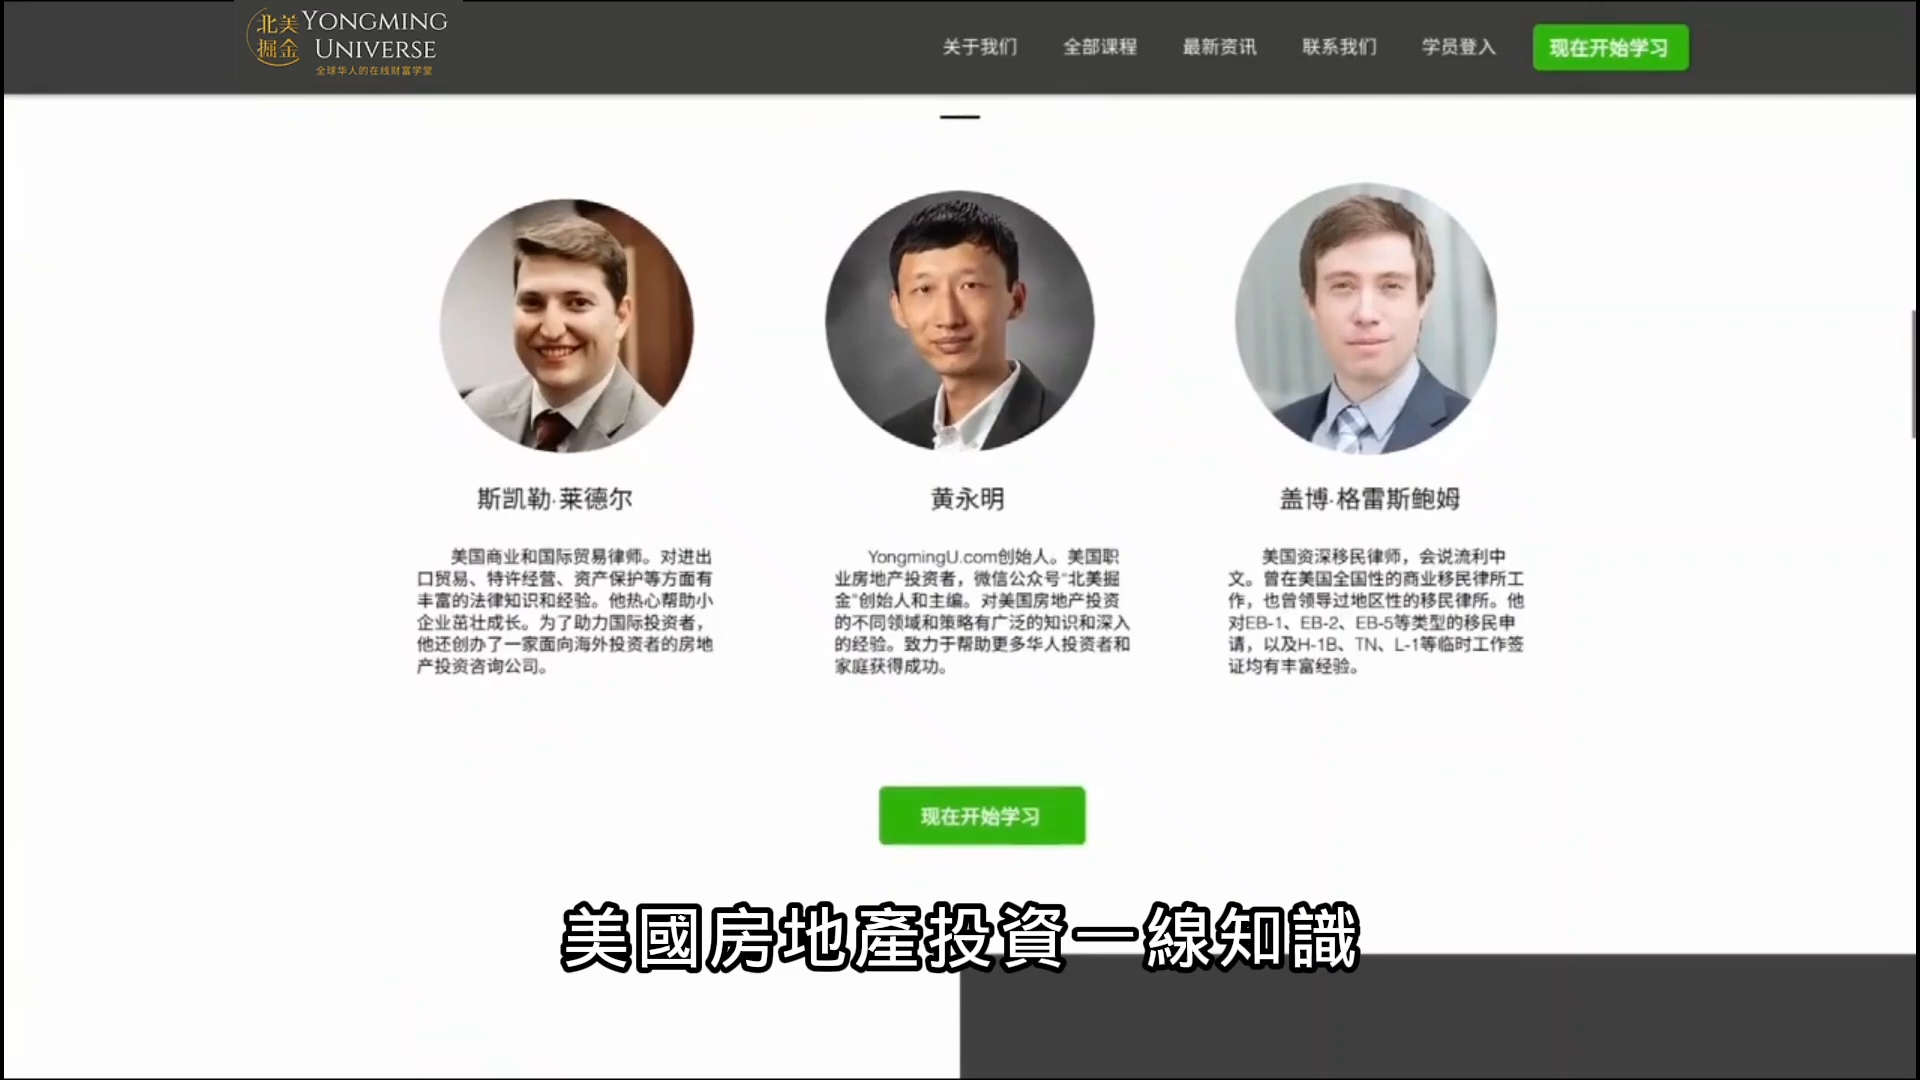 北美
掘金
YONGMING
UNIVERSE
全球华人的在线财富学堂
关于我们 全部课程 最新资讯 联系我们 学员登入 现在开始学习
斯凯勒·莱德尔
美国商业和国际贸易律师。对进出
口贸易、特许经营、资产保护等方面有
丰富的法律知识和经验。他热心帮助小
企业茁壮成长。为了助力国际投资者，
他还创办了一家面向海外投资者的房地
产投资咨询公司。
黄永明
YongmingU.com创始人。美国职
业房地产投资者，微信公众号“北美掘
金”创始人和主编。对美国房地产投资
的不同领域和策略有广泛的知识和深入
的经验。致力于帮助更多华人投资者和
家庭获得成功。
盖博·格雷斯鲍姆
美国资深移民律师，会说流利中
文。曾在美国全国性的商业移民律所工
作，也曾领导过地区性的移民律所。他
对EB-1、EB-2、EB-5等类型的移民申
请，以及H-1B、TN、L-1等临时工作签
证均有丰富经验。
现在开始学习
美國房地產投資一線知識